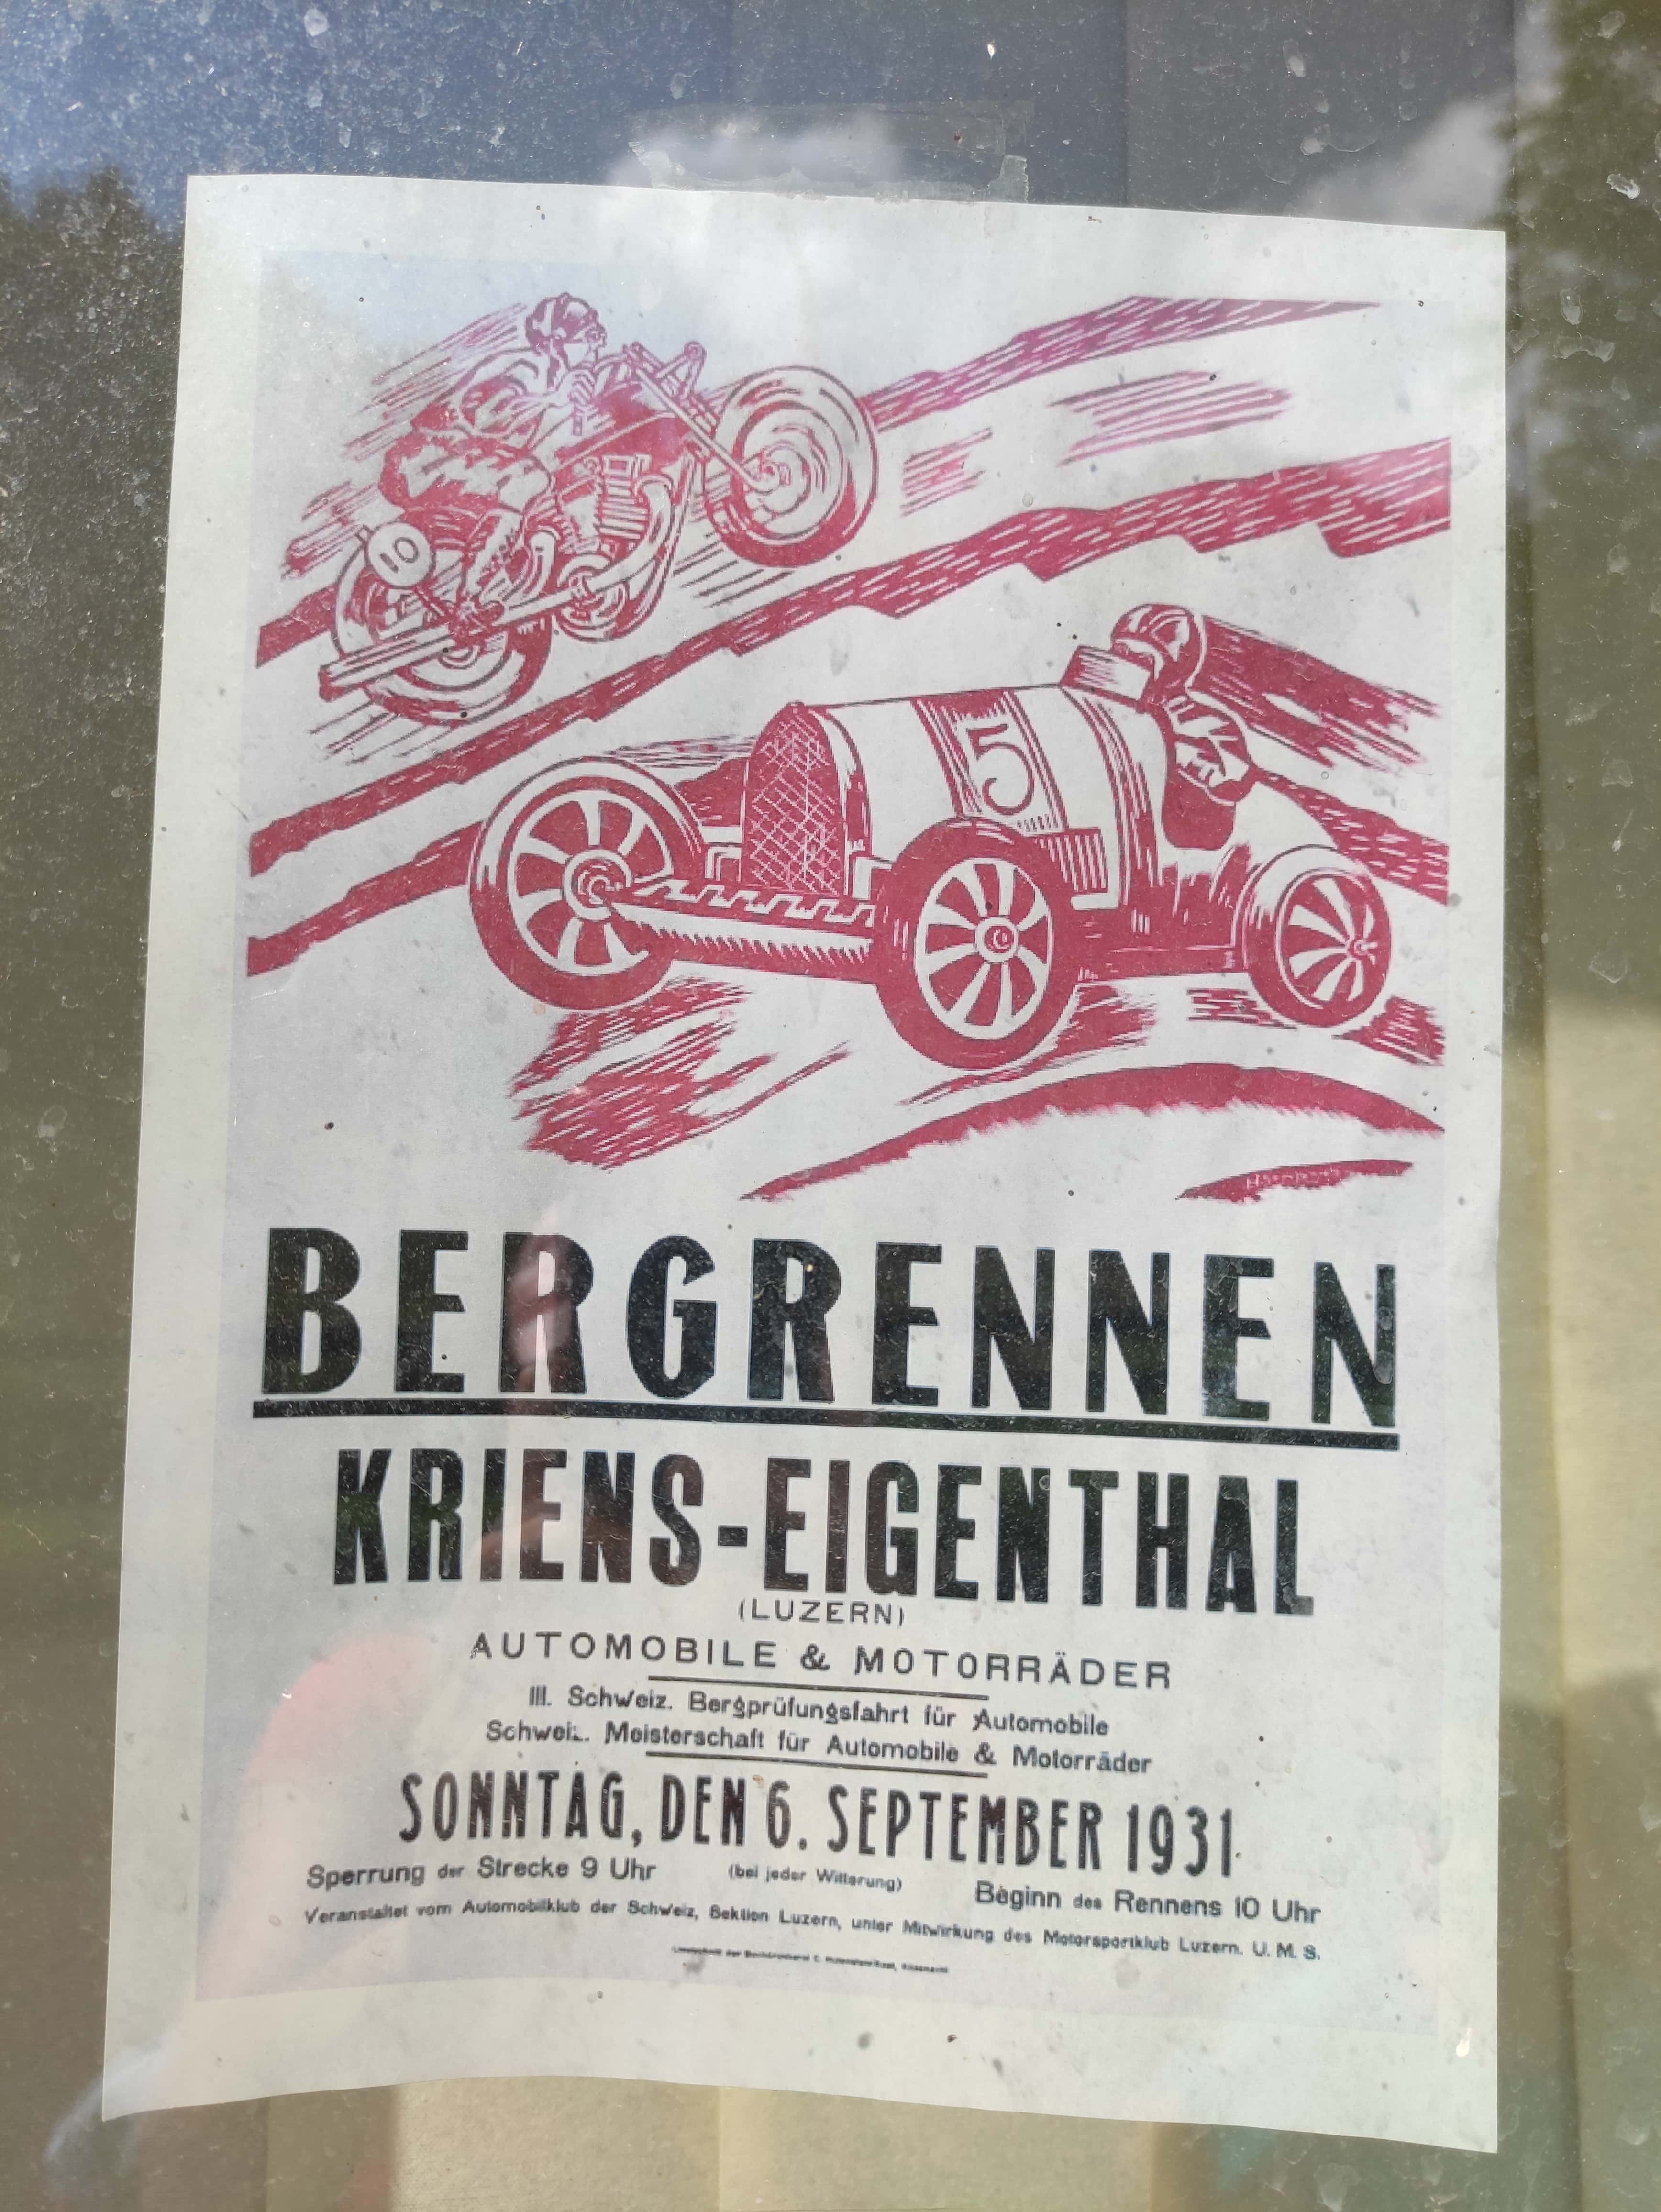 10
5
BERGRENNEN
KRIENS-EIGENTHAL
(LUZERN)
AUTOMOBILE & MOTORRÄDER
III. Schweiz. Bergprüfungsfahrt für Automobile
Schweiz. Meisterschaft für Automobile & Motorräder
SONNTAG, DEN 6. SEPTEMBER 1931.
Sperrung der Strecke 9 Uhr (bei jeder Witterung) Beginn des Rennens 10 Uhr
Veranstaltet vom Automobilklub der Schweiz, Sektion Luzern, unter Mitwirkung des Motorsportklub Luzern. U. M. S.
der Buchdruckerei C.